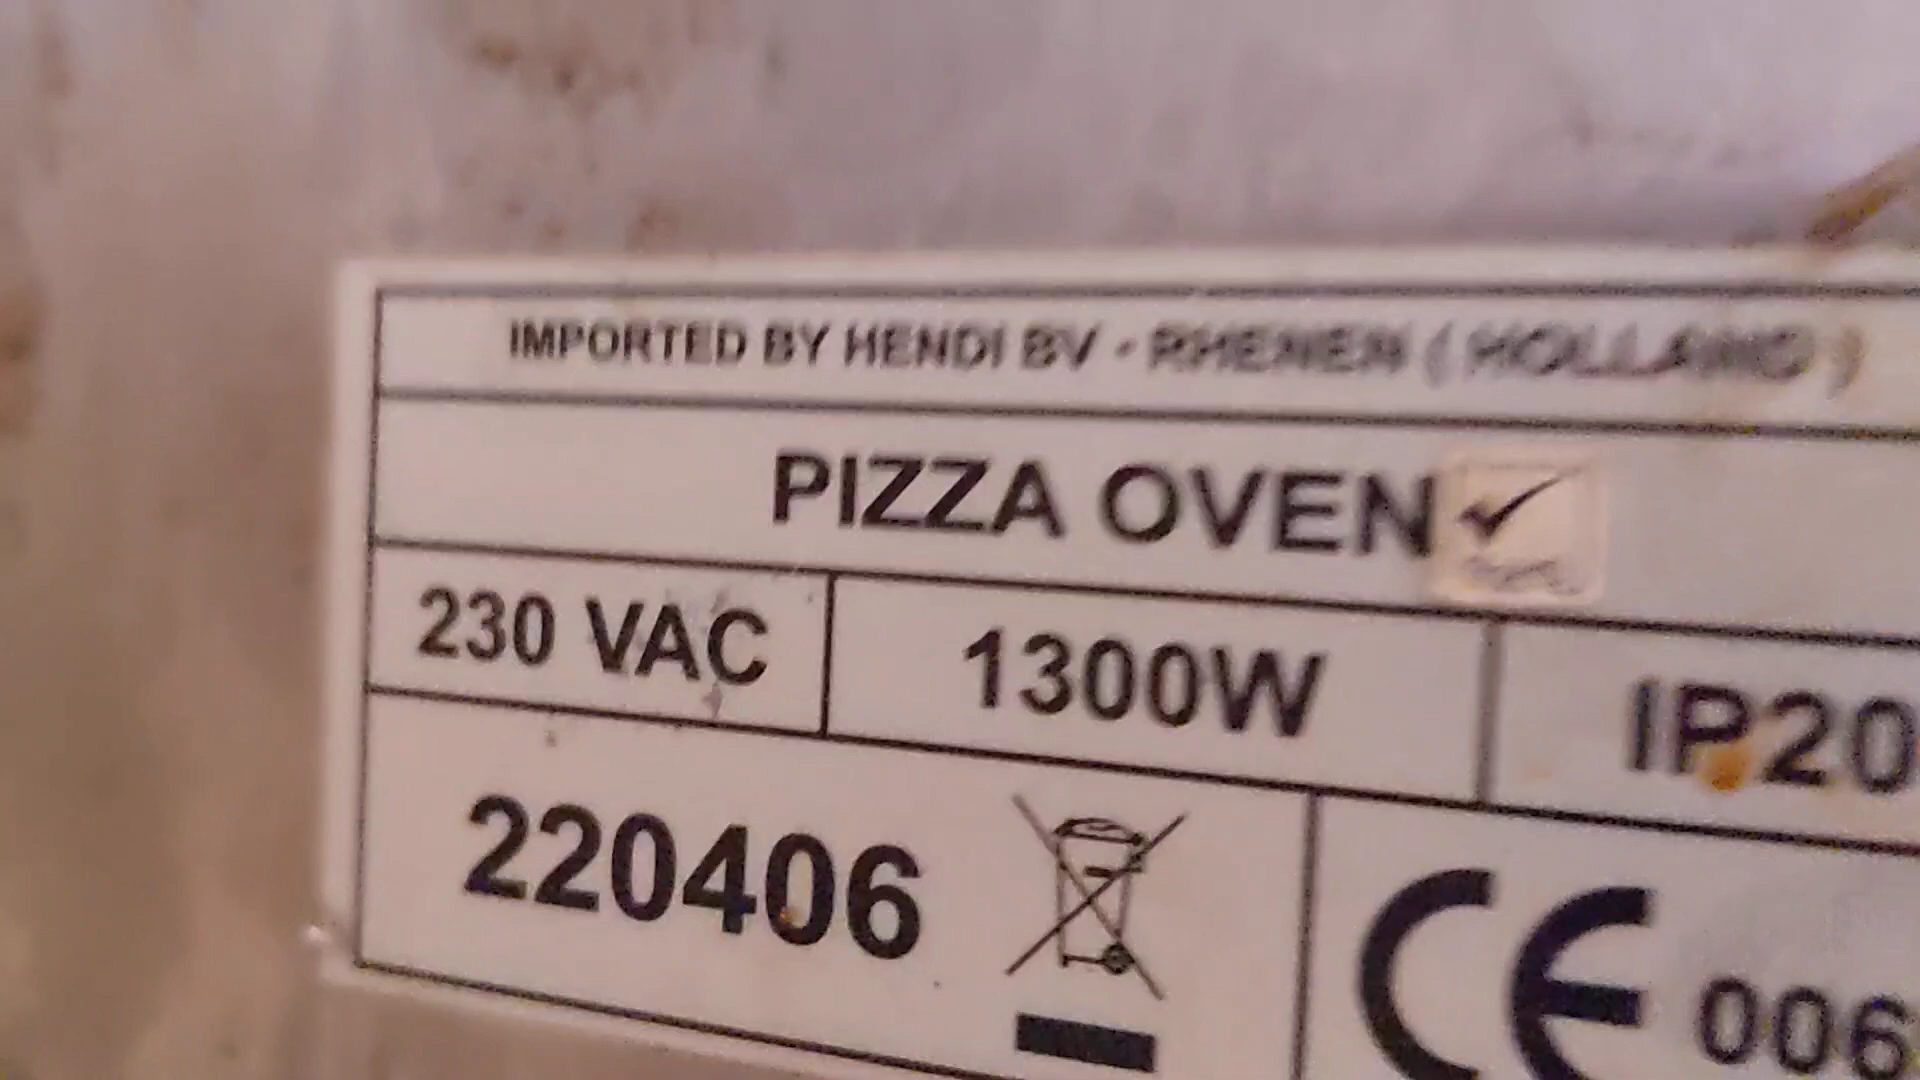 IMPORTED BY HENDI BV - RHENEN ( HOLLAND )
PIZZA OVEN
230 VAC 1300W IP20
220406
CE 006